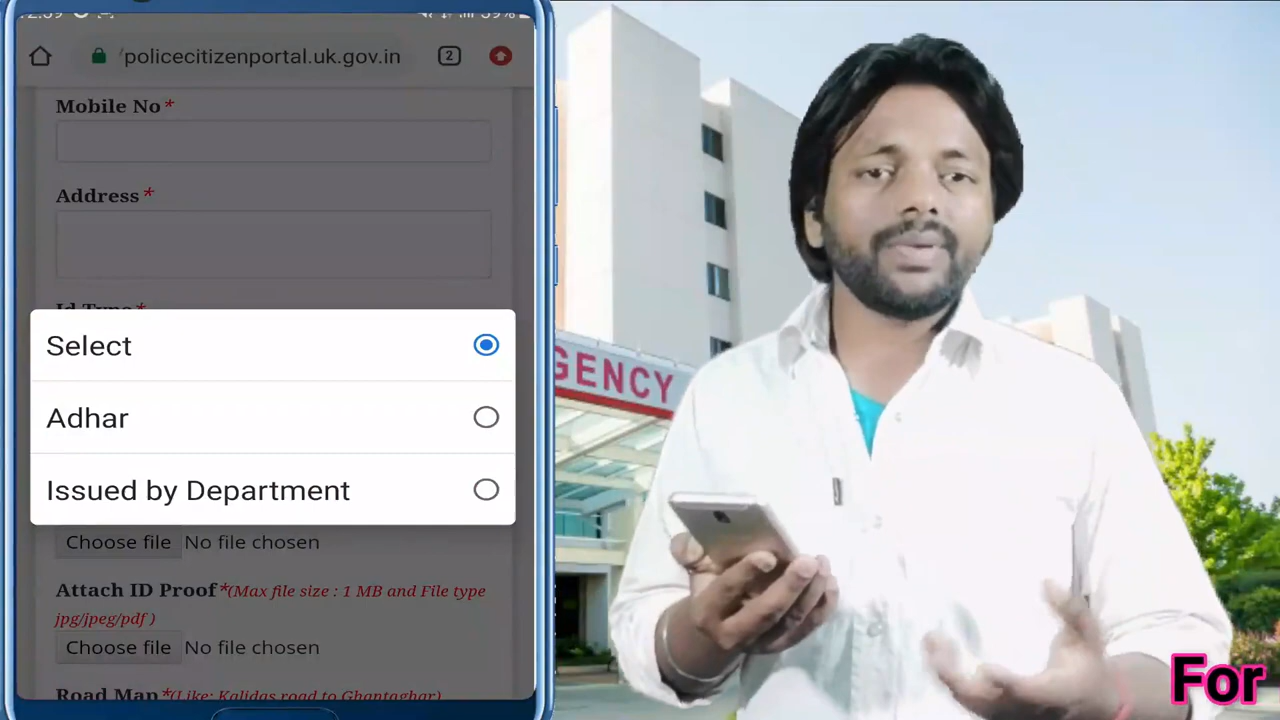 policecitizenportal.uk.gov.in
2
Mobile No*
Address*
Id Type*
Select
Adhar
Issued by Department
Choose file No file chosen
Attach ID Proof*(Max file size : 1 MB and File type
jpg/jpeg/pdf )
Choose file No file chosen
Road Map*(Like: Kalidas road to Ghantaghar)
GENCY
For